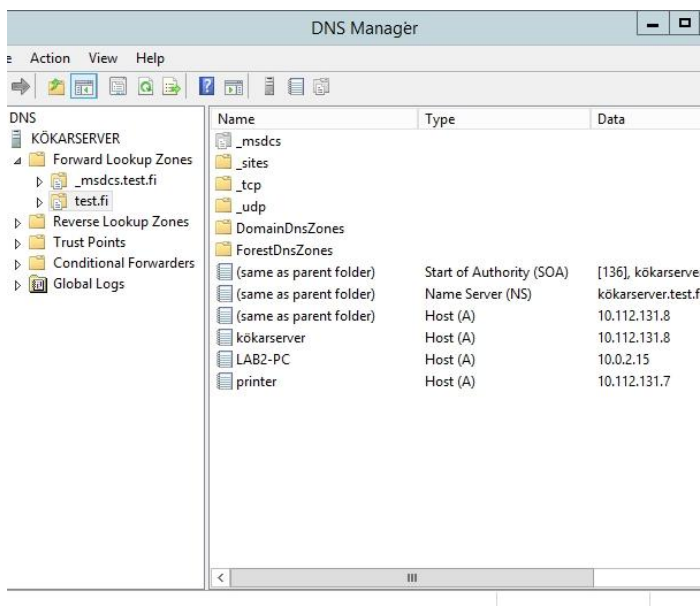 DNS Manager
Action View Help
DNS
KÖKARSERVER
Forward Lookup Zones
_msdcs.test.fi
test.fi
Reverse Lookup Zones
Trust Points
Conditional Forwarders
Global Logs
Name Type Data
_msdcs
_sites
_tcp
_udp
DomainDnsZones
ForestDnsZones
(same as parent folder) Start of Authority (SOA) [136], kökarserve
(same as parent folder) Name Server (NS) kökarserver.test.f
(same as parent folder) Host (A) 10.112.131.8
kökarserver Host (A) 10.112.131.8
LAB2-PC Host (A) 10.0.2.15
printer Host (A) 10.112.131.7